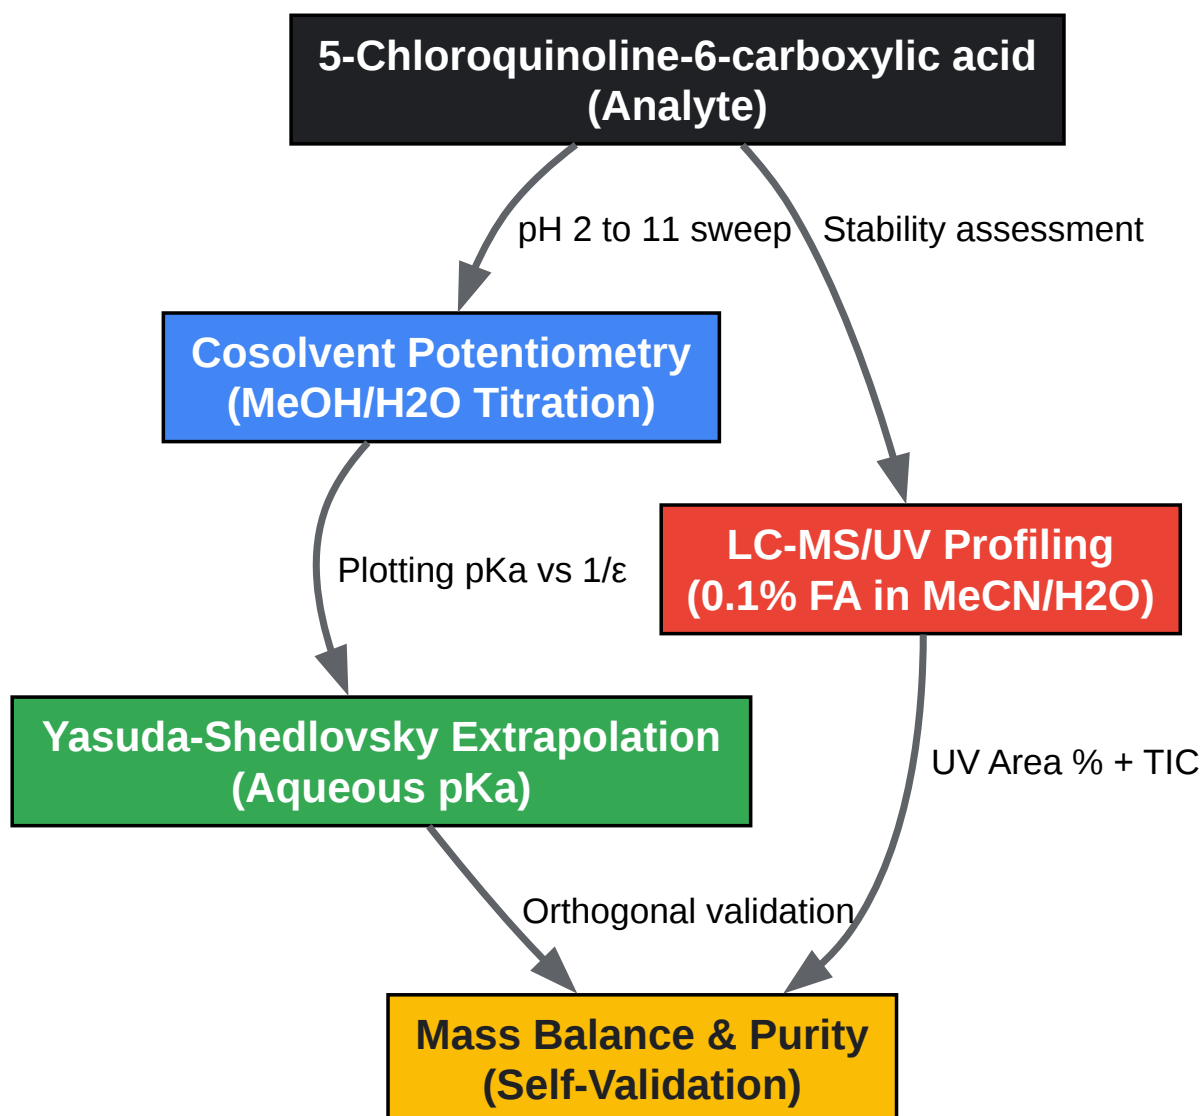 5-Chloroquinoline-6-carboxylic acid
(Analyte)
pH 2 to 11 sweep
Stability assessment
Cosolvent Potentiometry
(MeOH/H2O Titration)
LC-MS/UV Profiling
(0.1% FA in MeCN/H2O)
Plotting pKa vs 1/ε
Yasuda-Shedlovsky Extrapolation
(Aqueous pKa)
UV Area % + TIC
Orthogonal validation
Mass Balance & Purity
(Self-Validation)